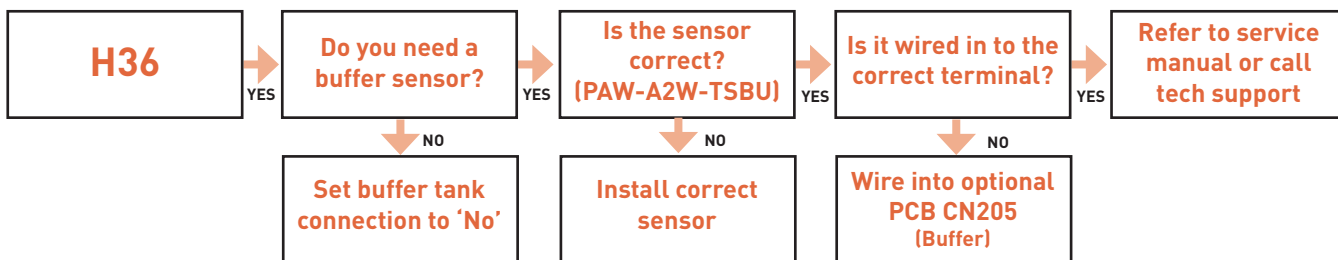 H36
YES
Do you need a
buffer sensor?
YES
Is the sensor
correct?
(PAW-A2W-TSBU)
YES
Is it wired in to the
correct terminal?
YES
Refer to service
manual or call
tech support
NO
Set buffer tank
connection to ‘No’
NO
Install correct
sensor
NO
Wire into optional
PCB CN205
(Buffer)